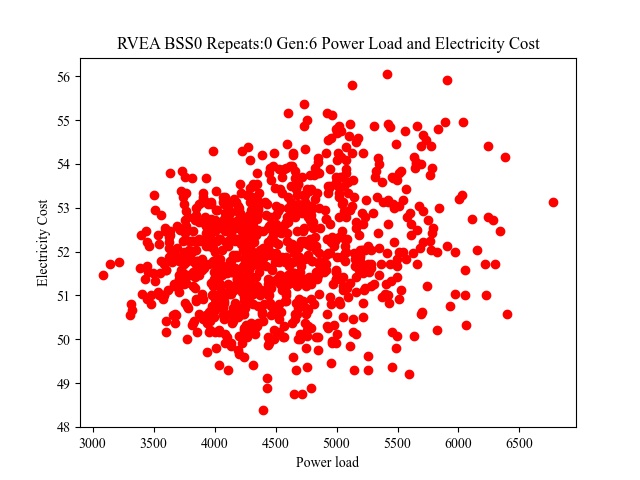 RVEA BSS0 Repeats:0 Gen:6 Power Load and Electricity Cost
56
55
54
53
52
51
50
49
48
Electricity Cost
3000 3500 4000 4500 5000 5500 6000 6500
Power load